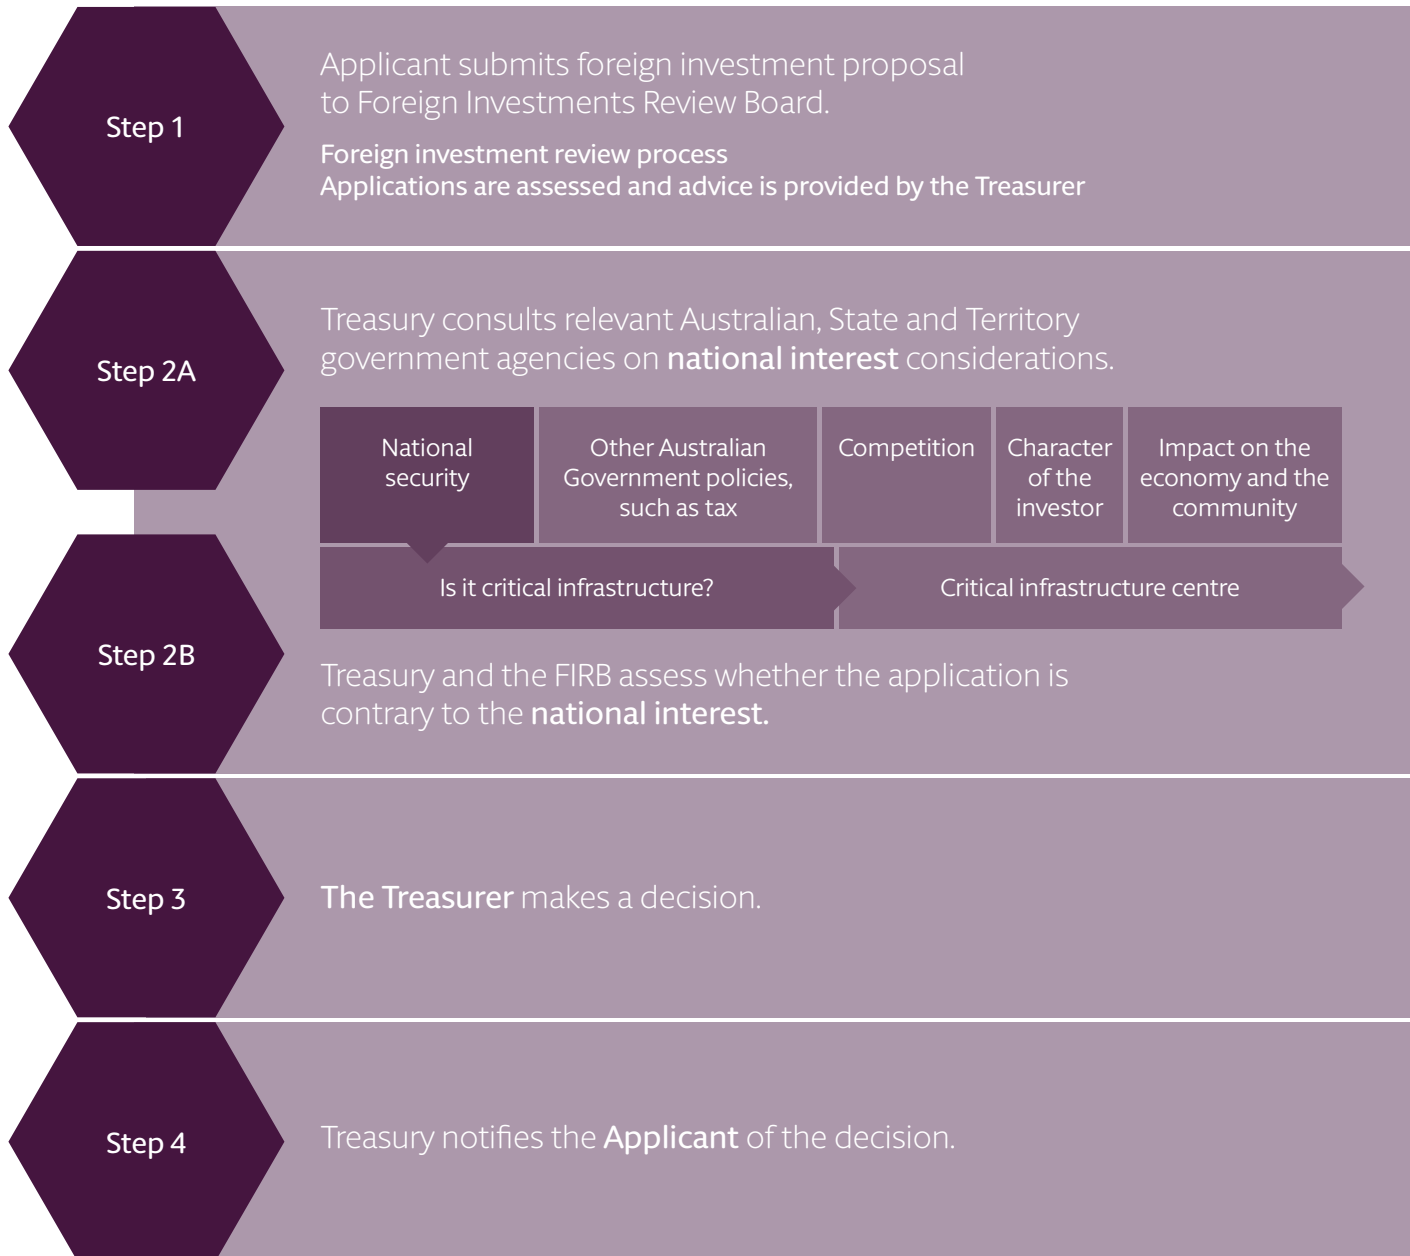 Step 1
Applicant submits foreign investment proposal
to Foreign Investments Review Board.
Foreign investment review process
Applications are assessed and advice is provided by the Treasurer
Step 2A
Treasury consults relevant Australian, State and Territory
government agencies on national interest considerations.
National
security
Other Australian
Government policies,
such as tax
Competition
Character
of the
investor
Impact on the
economy and the
community
Is it critical infrastructure?
Critical infrastructure centre
Step 2B
Treasury and the FIRB assess whether the application is
contrary to the national interest.
Step 3
The Treasurer makes a decision.
Step 4
Treasury notifies the Applicant of the decision.